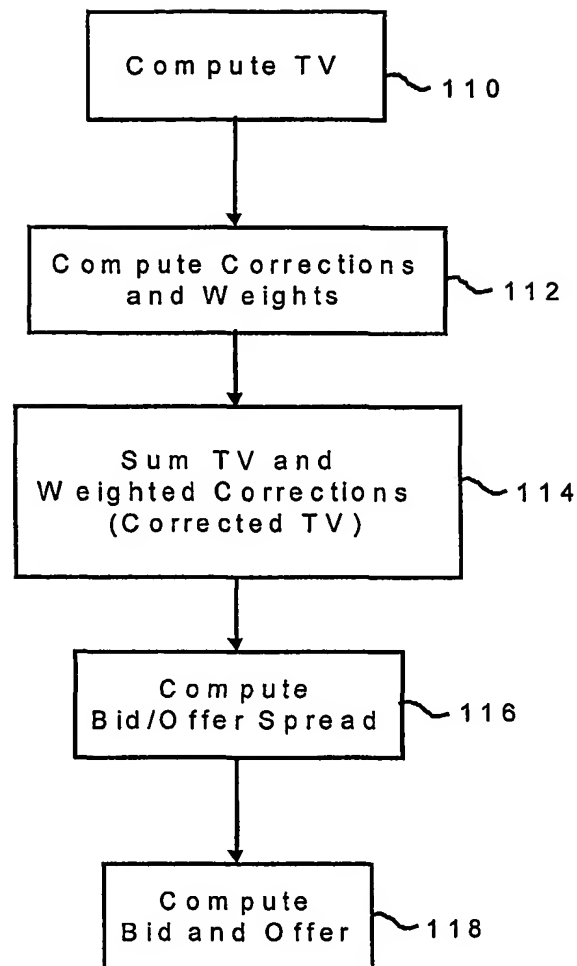 Compute TV
110
Compute Corrections
and Weights
112
Sum TV and
Weighted Corrections
(Corrected TV)
114
Compute
Bid/Offer Spread
116
Compute
Bid and Offer
118